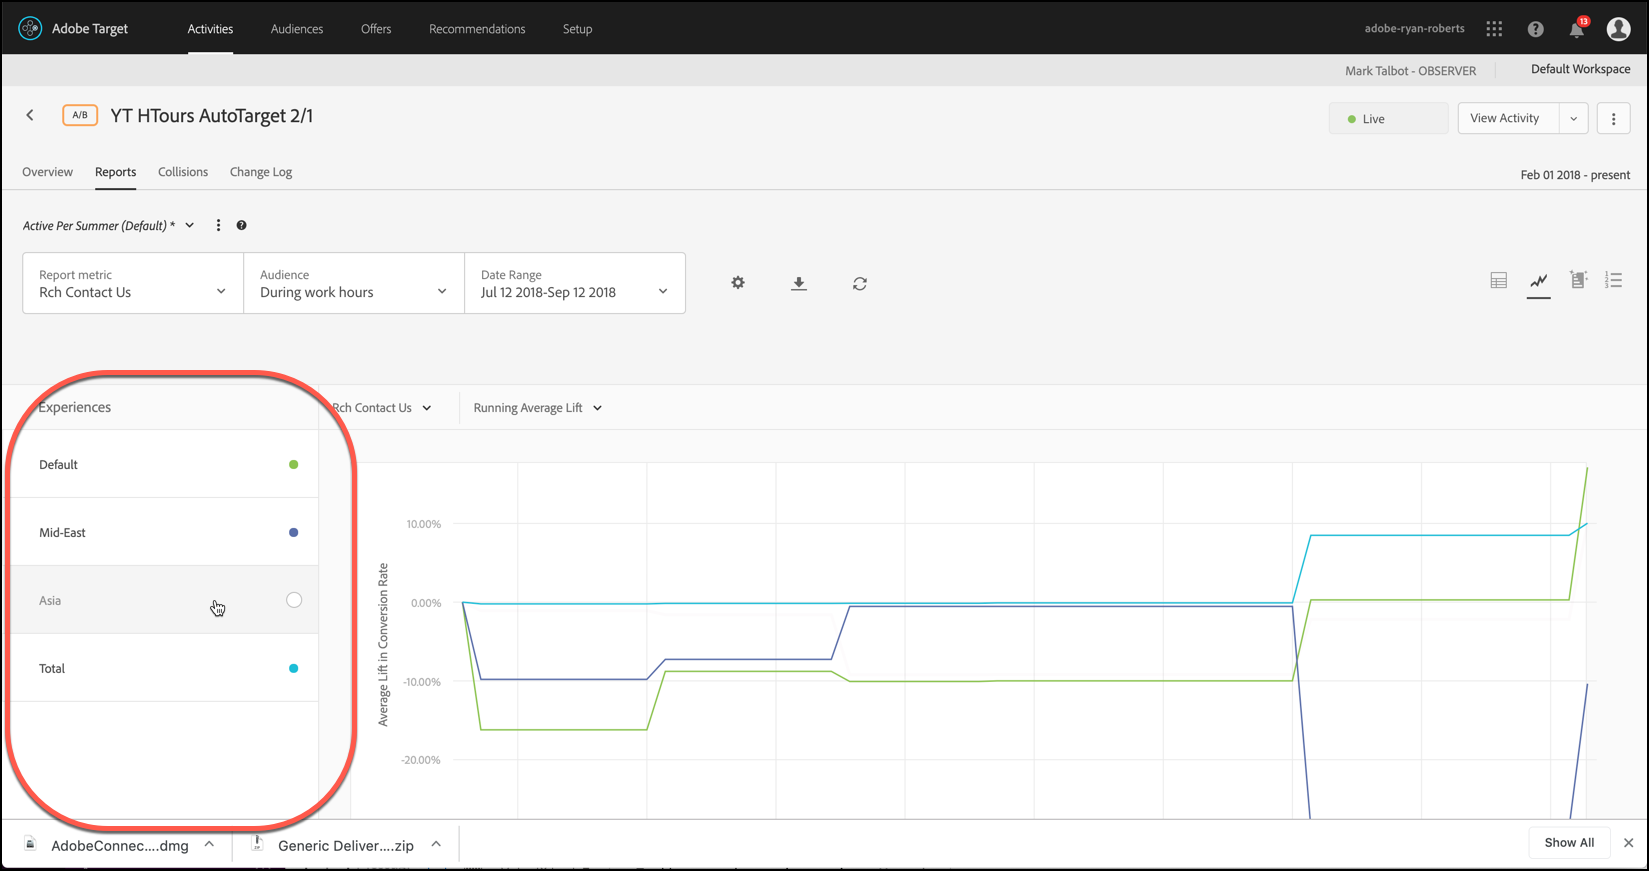 Adobe Target
Activities
Audiences
Offers
Recommendations
Setup
adobe-ryan-roberts
?
13
Mark Talbot - OBSERVER
Default Workspace
A/B
YT HTours AutoTarget 2/1
Live
View Activity
Overview
Reports
Collisions
Change Log
Feb 01 2018 - present
Active Per Summer (Default) *
?
Report metric
Rch Contact Us
Audience
During work hours
Date Range
Jul 12 2018-Sep 12 2018
Experiences
Rch Contact Us
Running Average Lift
Default
Mid-East
Asia
Total
Average Lift in Conversion Rate
10.00%
0.00%
-10.00%
-20.00%
AdobeConnec....dmg
Generic Deliver....zip
Show All